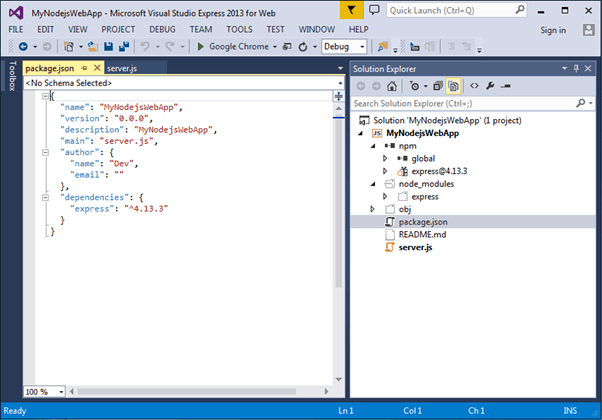 MyNodejsWebApp - Microsoft Visual Studio Express 2013 for Web
Quick Launch (Ctrl+Q)
FILE EDIT VIEW PROJECT DEBUG TEAM TOOLS TEST WINDOW HELP
Sign in
Google Chrome
Debug
Toolbox
package.json
server.js
<No Schema Selected>
{
"name": "MyNodejsWebApp",
"version": "0.0.0",
"description": "MyNodejsWebApp",
"main": "server.js",
"author": {
"name": "Dev",
"email": ""
},
"dependencies": {
"express": "^4.13.3"
}
}
100 %
Solution Explorer
Search Solution Explorer (Ctrl+;)
Solution 'MyNodejsWebApp' (1 project)
MyNodejsWebApp
npm
global
express@4.13.3
node_modules
express
obj
package.json
README.md
server.js
Ready
Ln 1
Col 1
Ch 1
INS